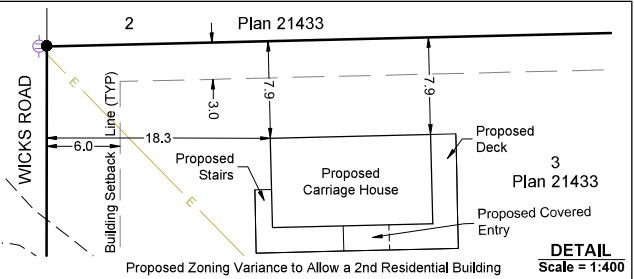 2
Plan 21433
WICKS ROAD
E
Building Setback Line (TYP)
3.0
7.9
7.9
18.3
6.0
Proposed
Stairs
Proposed
Carriage House
Proposed
Deck
3
Plan 21433
E
Proposed Covered
Entry
Proposed Zoning Variance to Allow a 2nd Residential Building
DETAIL
Scale = 1:400